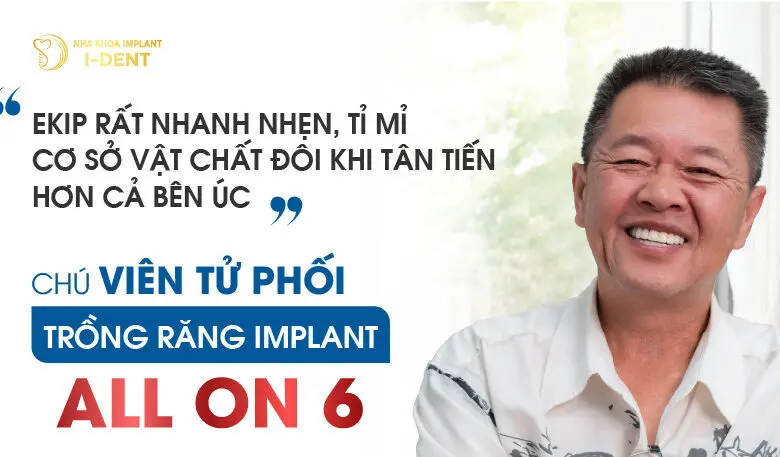 NHA KHOA IMPLANT
I-DENT
“ EKIP RẤT NHANH NHẸN, TỈ MỈ
CƠ SỞ VẬT CHẤT ĐÔI KHI TÂN TIẾN
HƠN CẢ BÊN ÚC ”
CHÚ VIÊN TỬ PHỐI
TRỒNG RĂNG IMPLANT
ALL ON 6